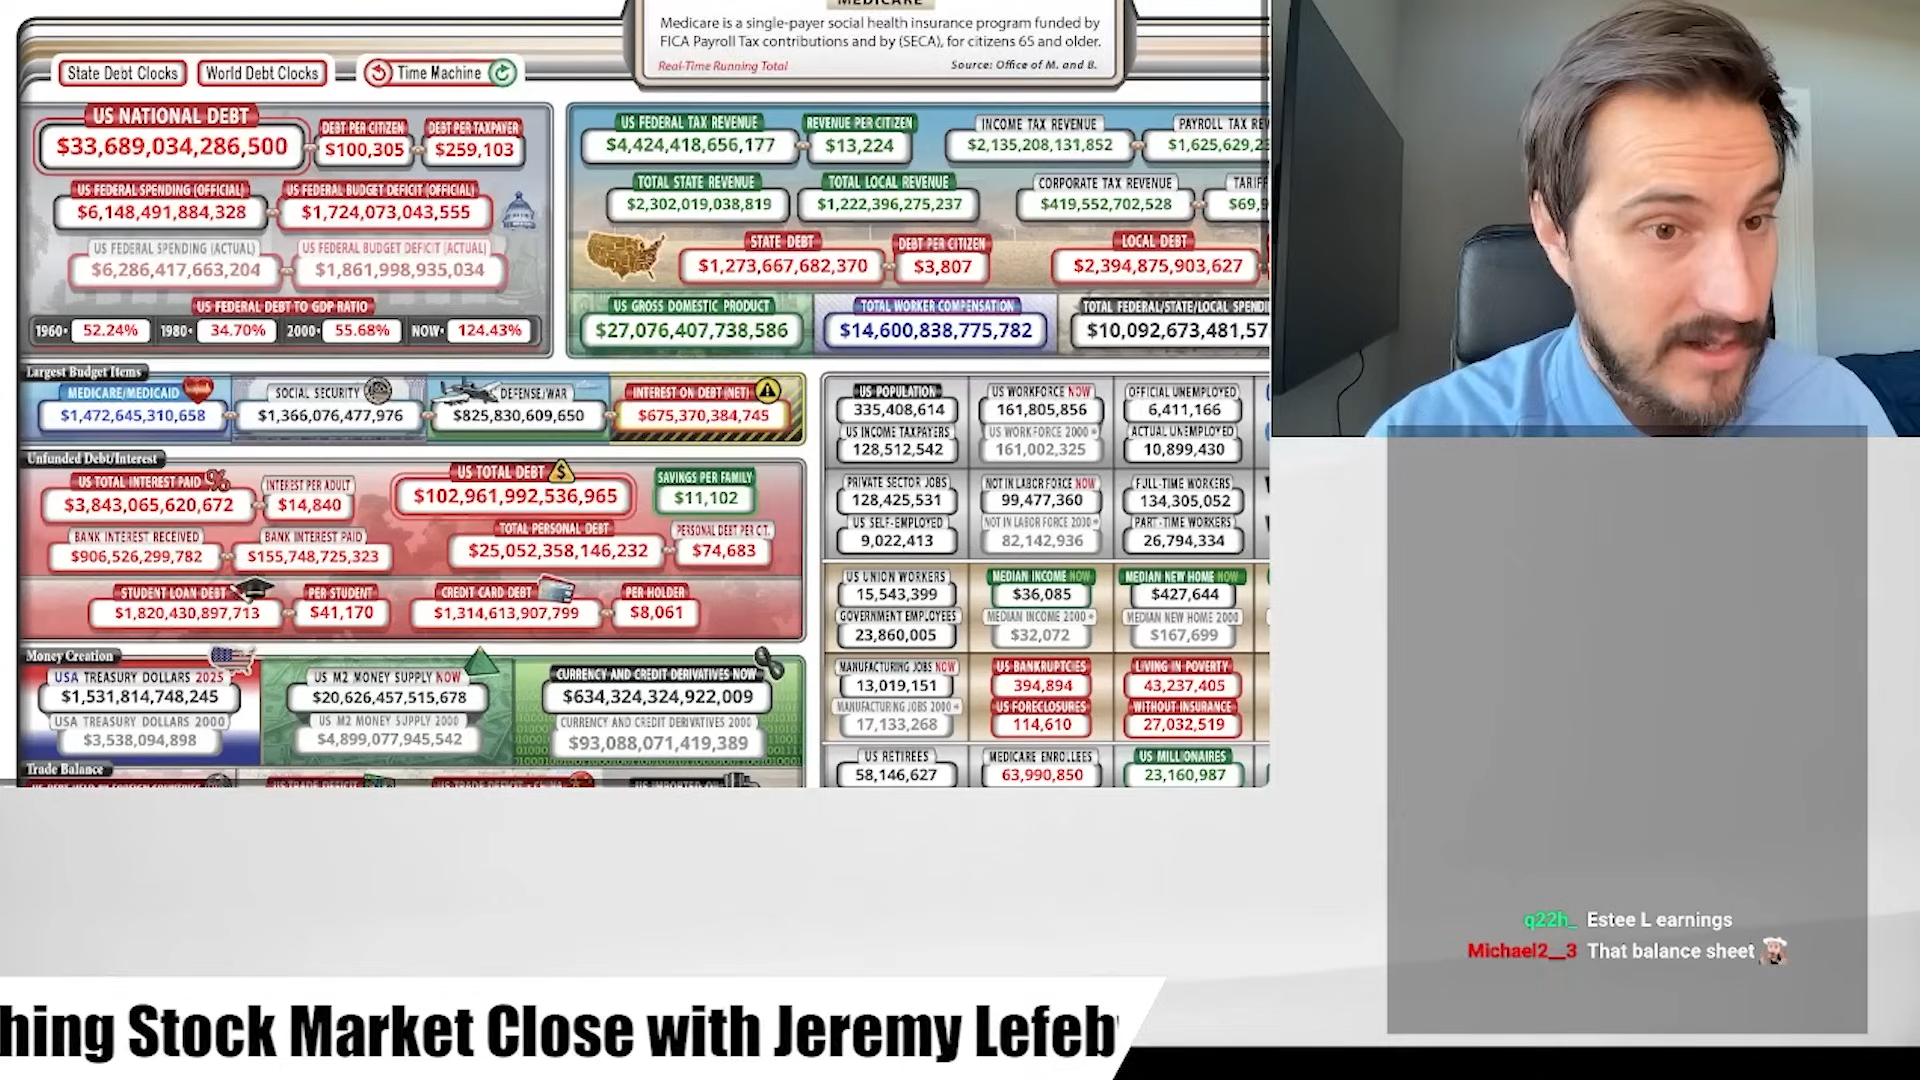 MEDICARE
Medicare is a single-payer social health insurance program funded by
FICA Payroll Tax contributions and by (SECA), for citizens 65 and older.
Real-Time Running Total Source: Office of M. and B.
State Debt Clocks World Debt Clocks Time Machine
US NATIONAL DEBT
$33,689,034,286,500
DEBT PER CITIZEN
$100,305
DEBT PER TAXPAYER
$259,103
US FEDERAL SPENDING (OFFICIAL)
$6,148,491,884,328
US FEDERAL BUDGET DEFICIT (OFFICIAL)
$1,724,073,043,555
US FEDERAL SPENDING (ACTUAL)
$6,286,417,663,204
US FEDERAL BUDGET DEFICIT (ACTUAL)
$1,861,998,935,034
US FEDERAL DEBT TO GDP RATIO
1960• 52.24% 1980• 34.70% 2000• 55.68% NOW• 124.43%
US FEDERAL TAX REVENUE
$4,424,418,656,177
REVENUE PER CITIZEN
$13,224
INCOME TAX REVENUE
$2,135,208,131,852
PAYROLL TAX REV
$1,625,629,23
TOTAL STATE REVENUE
$2,302,019,038,819
TOTAL LOCAL REVENUE
$1,222,396,275,237
CORPORATE TAX REVENUE
$419,552,702,528
TARIFF
$69,9
STATE DEBT
$1,273,667,682,370
DEBT PER CITIZEN
$3,807
LOCAL DEBT
$2,394,875,903,627
US GROSS DOMESTIC PRODUCT
$27,076,407,738,586
TOTAL WORKER COMPENSATION
$14,600,838,775,782
TOTAL FEDERAL/STATE/LOCAL SPENDI
$10,092,673,481,57
Largest Budget Items
MEDICARE/MEDICAID
$1,472,645,310,658
SOCIAL SECURITY
$1,366,076,477,976
DEFENSE/WAR
$825,830,609,650
INTEREST ON DEBT (NET)
$675,370,384,745
Unfunded Debt/Interest
US TOTAL INTEREST PAID
$3,843,065,620,672
INTEREST PER ADULT
$14,840
US TOTAL DEBT
$102,961,992,536,965
SAVINGS PER FAMILY
$11,102
BANK INTEREST RECEIVED
$906,526,299,782
BANK INTEREST PAID
$155,748,725,323
TOTAL PERSONAL DEBT
$25,052,358,146,232
PERSONAL DEBT PER CIT.
$74,683
STUDENT LOAN DEBT
$1,820,430,897,713
PER STUDENT
$41,170
CREDIT CARD DEBT
$1,314,613,907,799
PER HOLDER
$8,061
Money Creation
USA TREASURY DOLLARS 2025
$1,531,814,748,245
USA TREASURY DOLLARS 2000
$3,538,094,898
US M2 MONEY SUPPLY NOW
$20,626,457,515,678
US M2 MONEY SUPPLY 2000
$4,899,077,945,542
CURRENCY AND CREDIT DERIVATIVES NOW
$634,324,324,922,009
CURRENCY AND CREDIT DERIVATIVES 2000
$93,088,071,419,389
Trade Balance
US POPULATION
335,408,614
US WORKFORCE NOW
161,805,856
OFFICIAL UNEMPLOYED
6,411,166
US INCOME TAXPAYERS
128,512,542
US WORKFORCE 2000
161,002,325
ACTUAL UNEMPLOYED
10,899,430
PRIVATE SECTOR JOBS
128,425,531
NOT IN LABOR FORCE NOW
99,477,360
FULL-TIME WORKERS
134,305,052
US SELF-EMPLOYED
9,022,413
NOT IN LABOR FORCE 2000
82,142,936
PART-TIME WORKERS
26,794,334
US UNION WORKERS
15,543,399
MEDIAN INCOME NOW
$36,085
MEDIAN NEW HOME NOW
$427,644
GOVERNMENT EMPLOYEES
23,860,005
MEDIAN INCOME 2000
$32,072
MEDIAN NEW HOME 2000
$167,699
MANUFACTURING JOBS NOW
13,019,151
US BANKRUPTCIES
394,894
LIVING IN POVERTY
43,237,405
MANUFACTURING JOBS 2000
17,133,268
US FORECLOSURES
114,610
WITHOUT INSURANCE
27,032,519
US RETIREES
58,146,627
MEDICARE ENROLLEES
63,990,850
US MILLIONAIRES
23,160,987
q22h_ Estee L earnings
Michael2__3 That balance sheet
hing Stock Market Close with Jeremy Lefeb